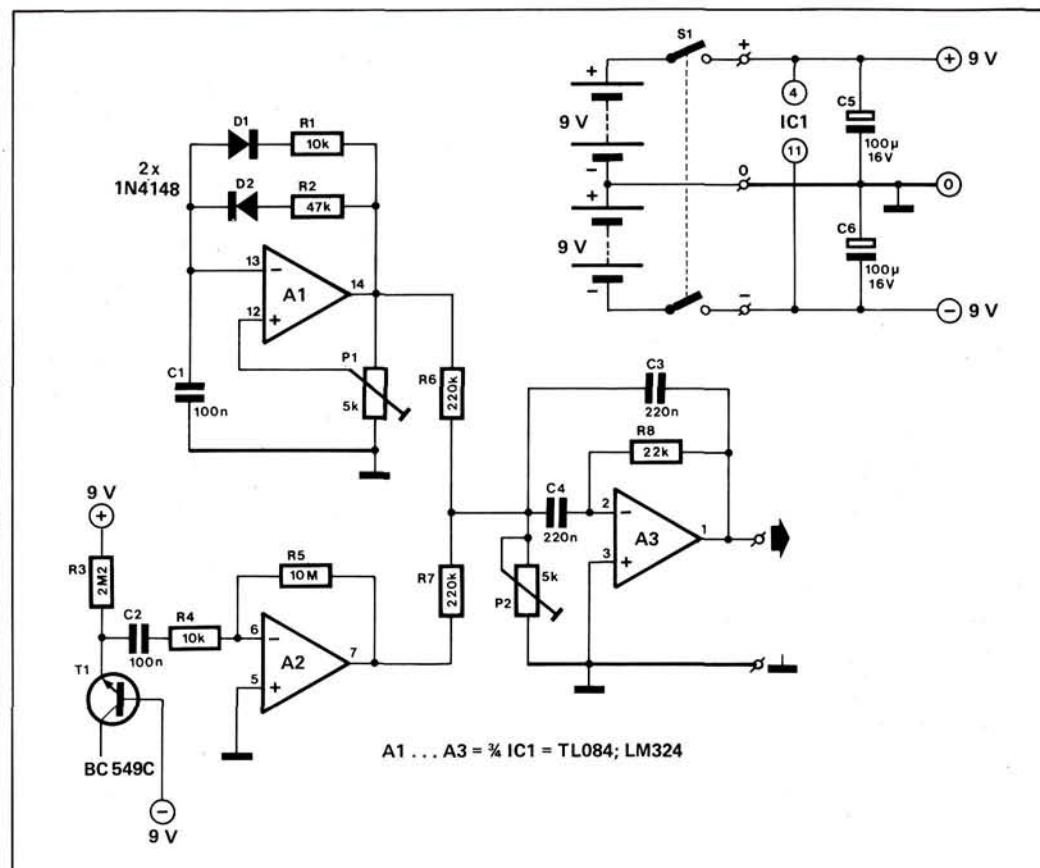 S1
+
+ 9 V
+
4
C5
9 V
IC1
100µ
16V
11
-
0
0
+
C6
9 V
100µ
16V
-
-
- 9 V
D1
R1
10k
2x
1N4148
D2
R2
47k
13
-
A1
14
12
+
P1
5k
C1
100n
R6
220k
C3
220n
R8
22k
C4
220n
2
-
A3
1
3
+
5k
P2
9 V
+
R3
2M2
R5
10M
R7
220k
C2
100n
R4
10k
6
-
A2
7
5
+
T1
BC 549C
-
9 V
A1 . . . A3 = ¾ IC1 = TL084; LM324